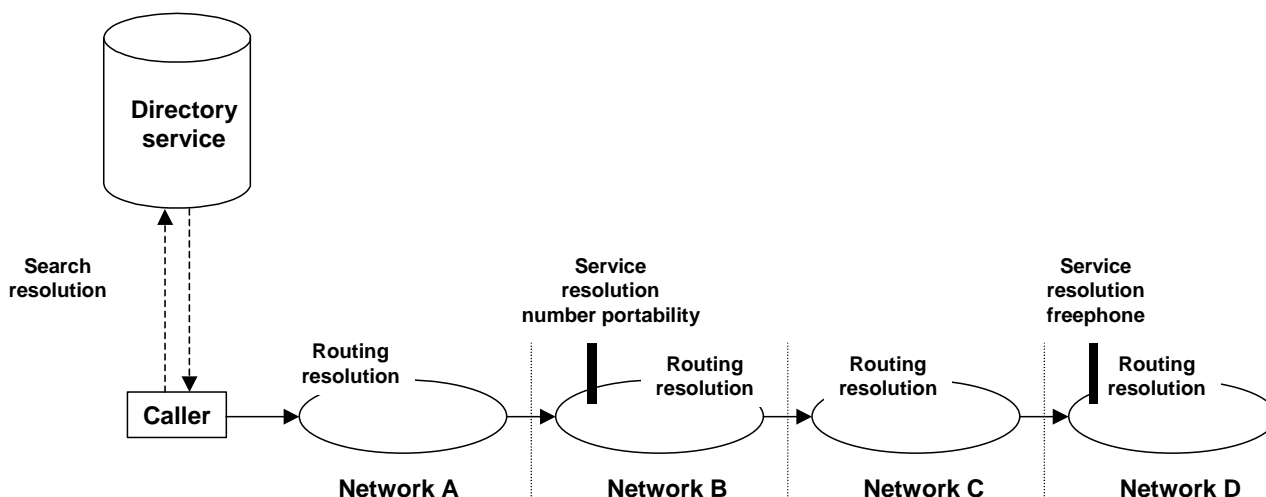 Directory
service
Search
resolution
Service
resolution
number portability
Service
resolution
freephone
Routing
resolution
Routing
resolution
Routing
resolution
Routing
resolution
Caller
Network A
Network B
Network C
Network D